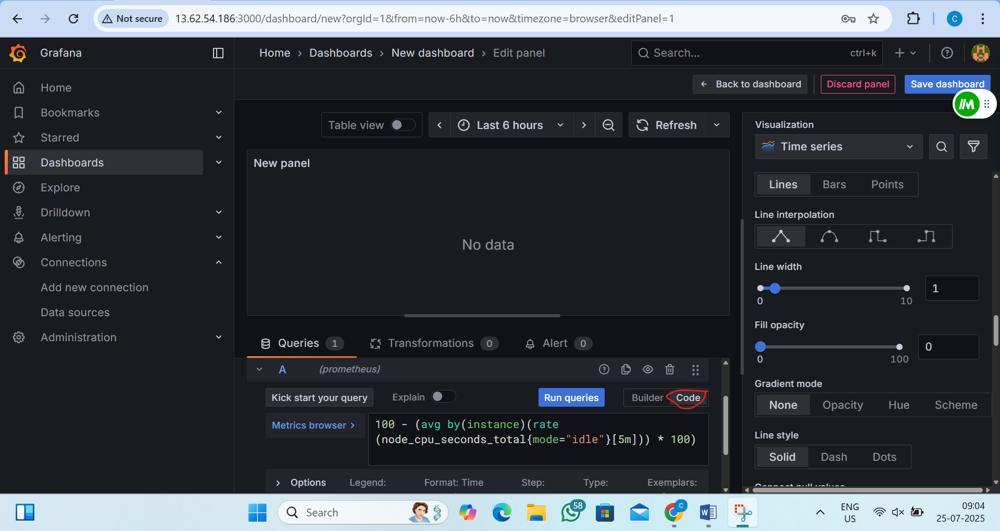 Not secure 13.62.54.186:3000/dashboard/new?orgId=1&from=now-6h&to=now&timezone=browser&editPanel=1
C
Grafana
Home › Dashboards › New dashboard › Edit panel
Search... ctrl+k
Back to dashboard
Discard panel
Save dashboard
Home
Bookmarks
Starred
Dashboards
Explore
Drilldown
Alerting
Connections
Add new connection
Data sources
Administration
Table view
Last 6 hours
Refresh
New panel
No data
Queries 1
Transformations 0
Alert 0
A (prometheus)
Kick start your query
Explain
Run queries
Builder
Code
Metrics browser >
100 - (avg by(instance)(rate
(node_cpu_seconds_total{mode="idle"}[5m])) * 100)
Options Legend: Format: Time Step: Type: Exemplars:
Visualization
Time series
Lines Bars Points
Line interpolation
Line width
1
0 10
Fill opacity
0
0 100
Gradient mode
None Opacity Hue Scheme
Line style
Solid Dash Dots
Connect null values
Search
58
C
W
ENG
US
09:04
25-07-2025